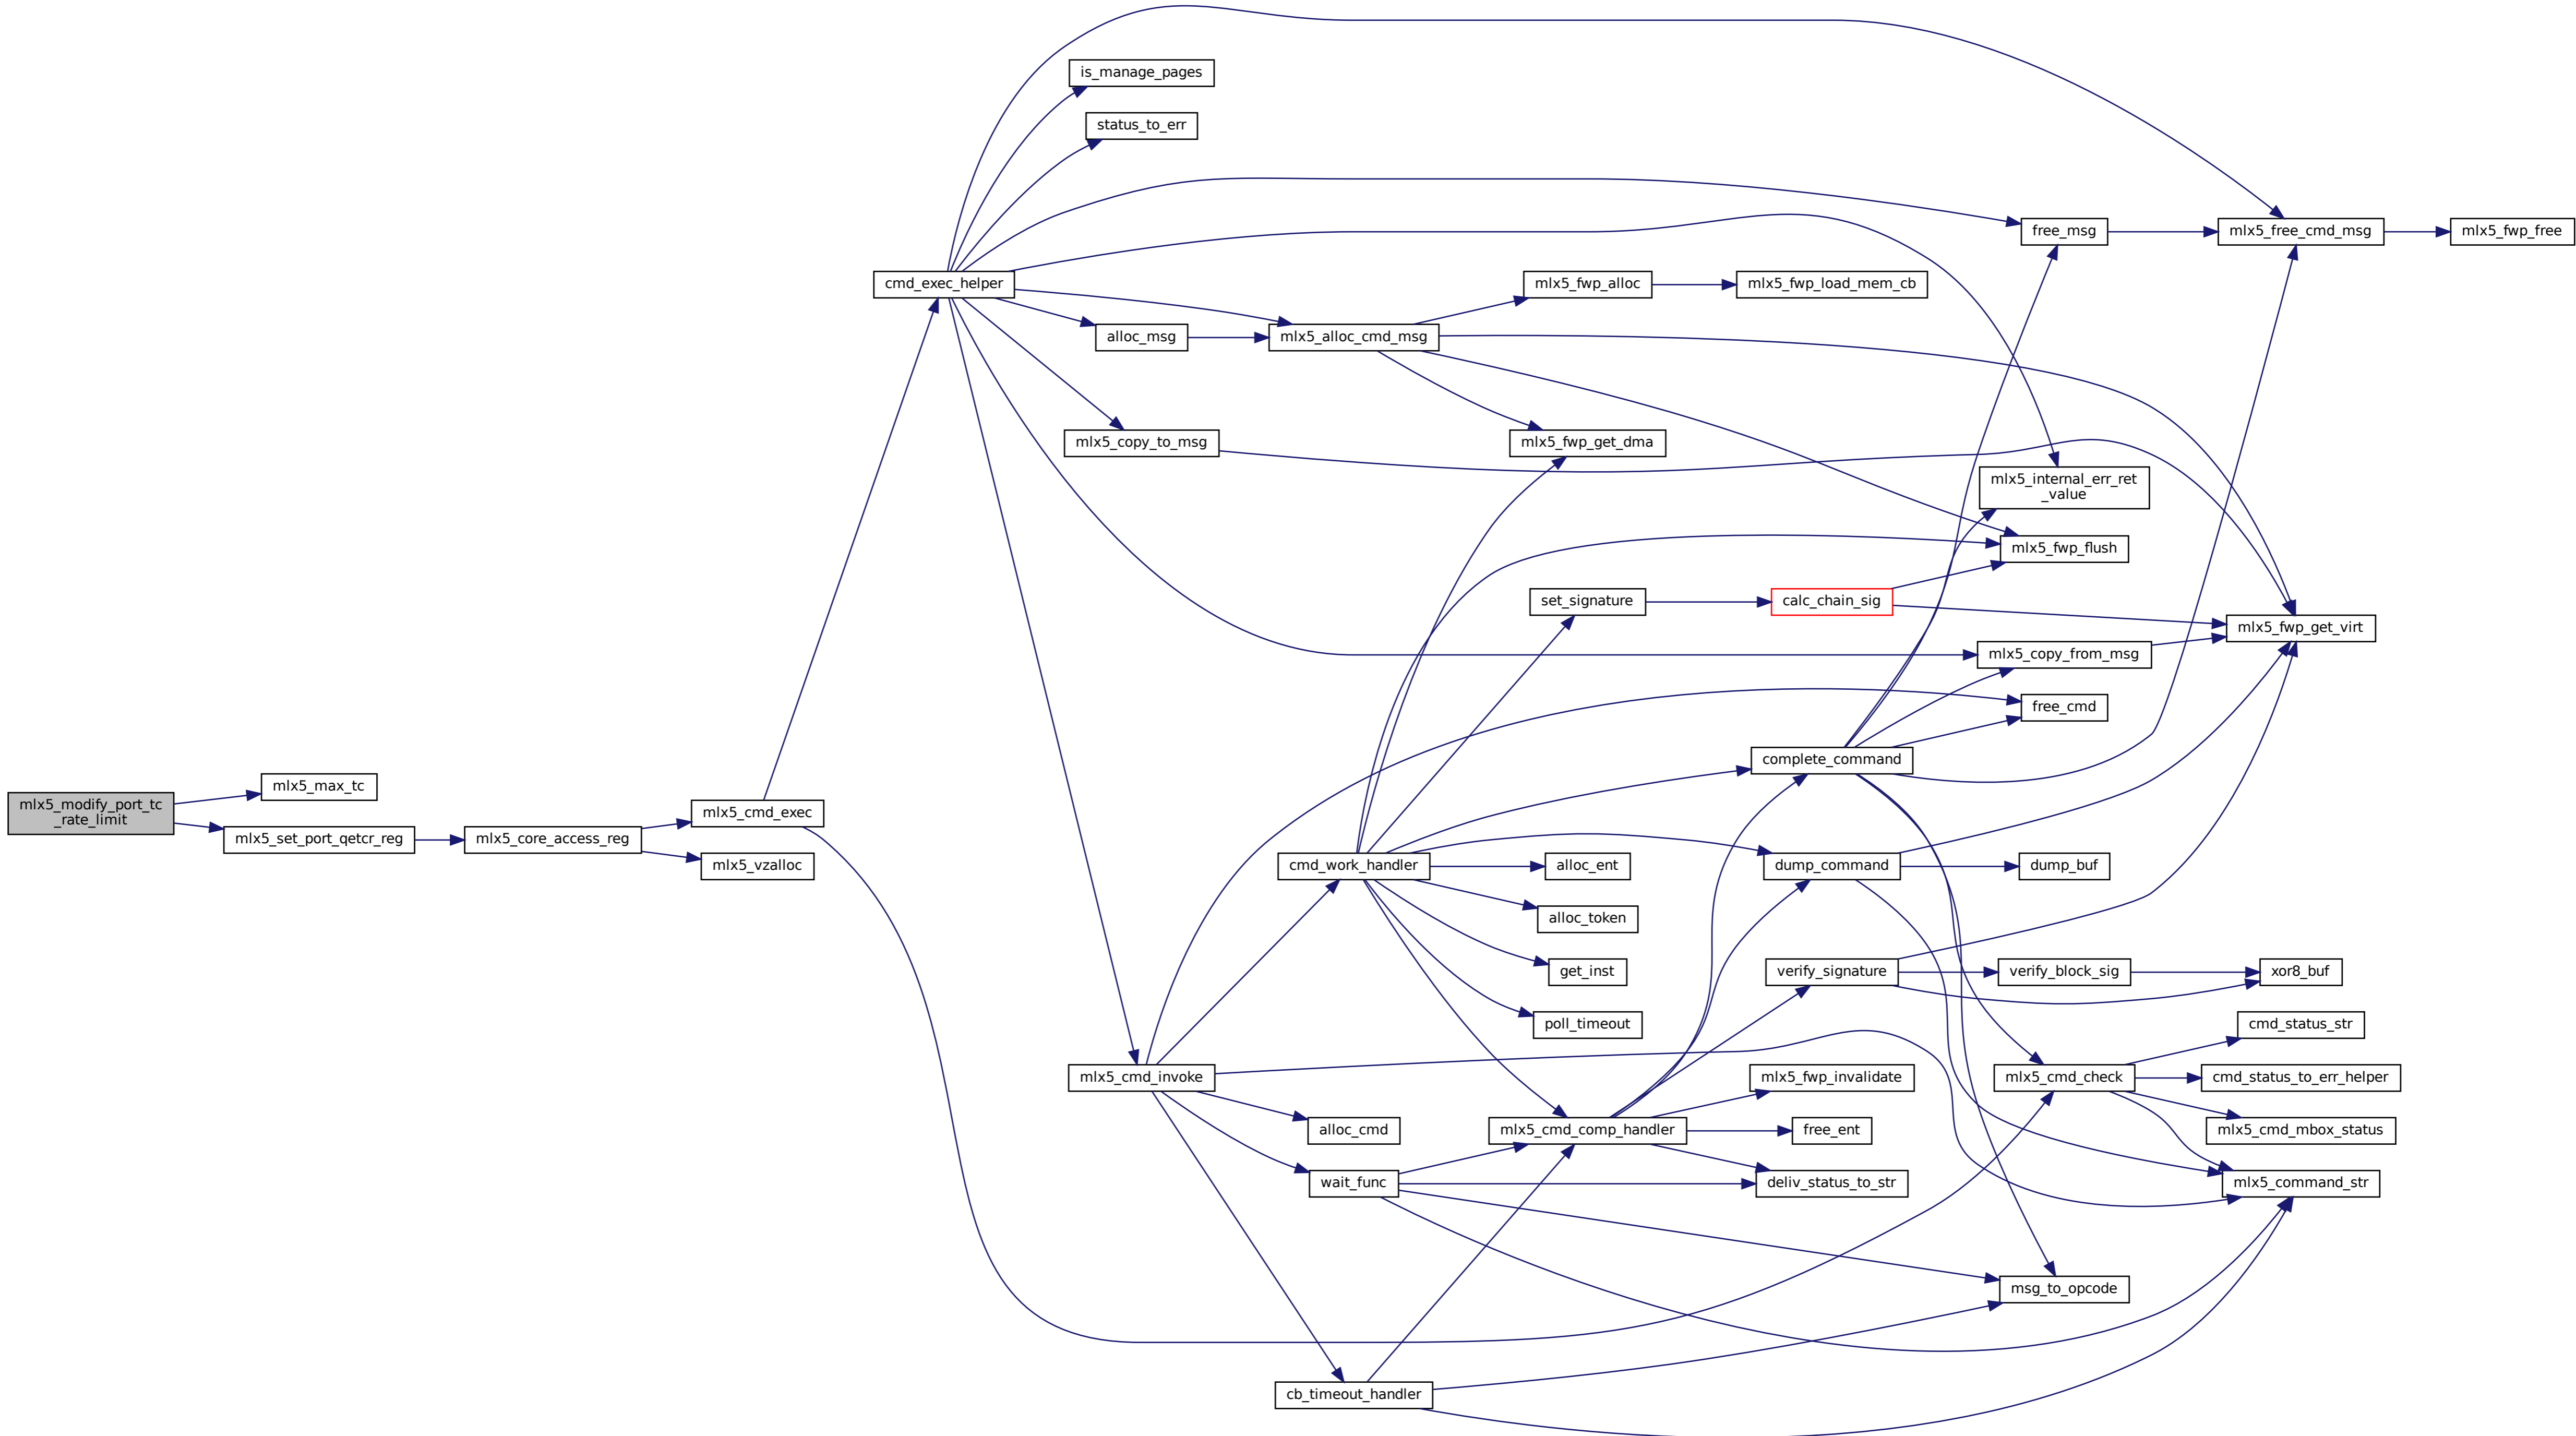 is_manage_pages
status_to_err
free_msg
mlx5_free_cmd_msg
mlx5_fwp_free
cmd_exec_helper
mlx5_fwp_alloc
mlx5_fwp_load_mem_cb
alloc_msg
mlx5_alloc_cmd_msg
mlx5_copy_to_msg
mlx5_fwp_get_dma
mlx5_internal_err_ret
_value
mlx5_fwp_flush
set_signature
calc_chain_sig
mlx5_fwp_get_virt
mlx5_copy_from_msg
free_cmd
complete_command
mlx5_max_tc
mlx5_modify_port_tc
_rate_limit
mlx5_cmd_exec
mlx5_set_port_qetcr_reg
mlx5_core_access_reg
mlx5_vzalloc
cmd_work_handler
alloc_ent
dump_command
dump_buf
alloc_token
get_inst
verify_signature
verify_block_sig
xor8_buf
poll_timeout
cmd_status_str
mlx5_cmd_invoke
mlx5_fwp_invalidate
mlx5_cmd_check
cmd_status_to_err_helper
alloc_cmd
mlx5_cmd_comp_handler
free_ent
mlx5_cmd_mbox_status
wait_func
deliv_status_to_str
mlx5_command_str
msg_to_opcode
cb_timeout_handler